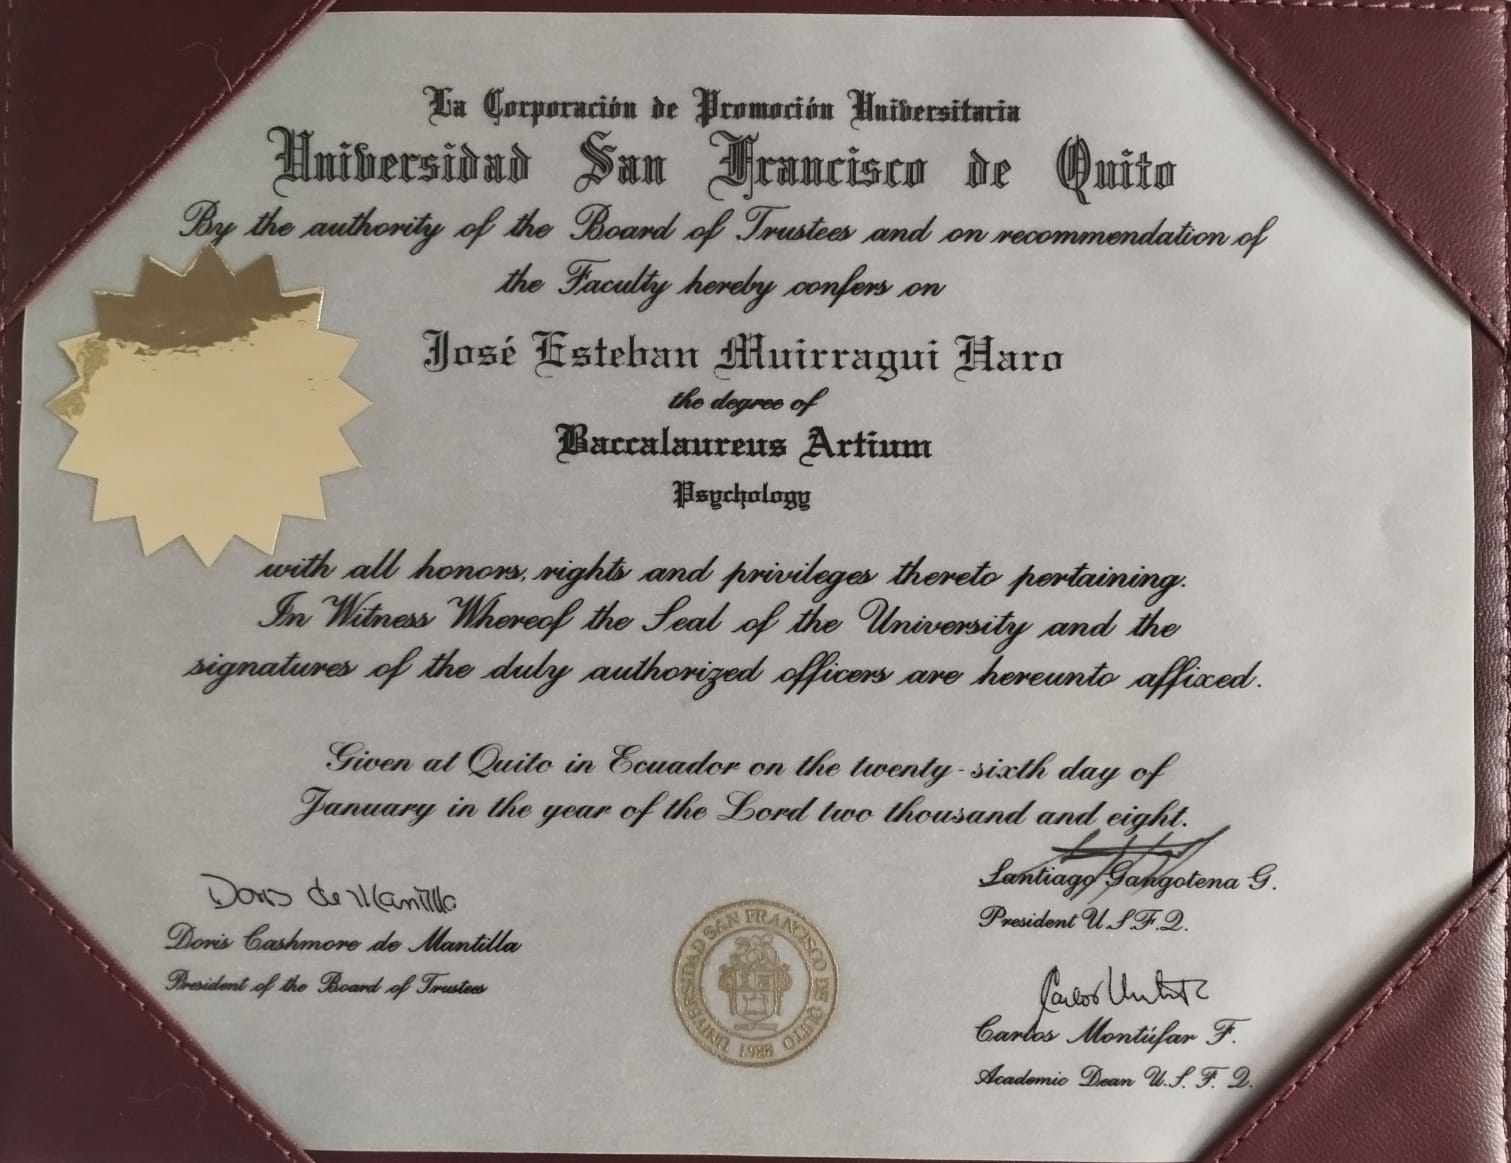 La Corporación de Promoción Universitaria
Universidad San Francisco de Quito
By the authority of the Board of Trustees and on recommendation of
the Faculty hereby confers on
José Esteban Muirragui Haro
the degree of
Baccalaureus Artium
Psychology
with all honors, rights and privileges thereto pertaining.
In Witness Whereof the Seal of the University and the
signatures of the duly authorized officers are hereunto affixed.
Given at Quito in Ecuador on the twenty-sixth day of
January in the year of the Lord two thousand and eight.
Doris de Mantilla
Doris Cashmore de Mantilla
President of the Board of Trustees
UNIVERSIDAD SAN FRANCISCO DE QUITO
1988
Santiago Gangotena G.
President U.S.F.Q.
Carlos Montúfar F.
Academic Dean U.S.F.Q.